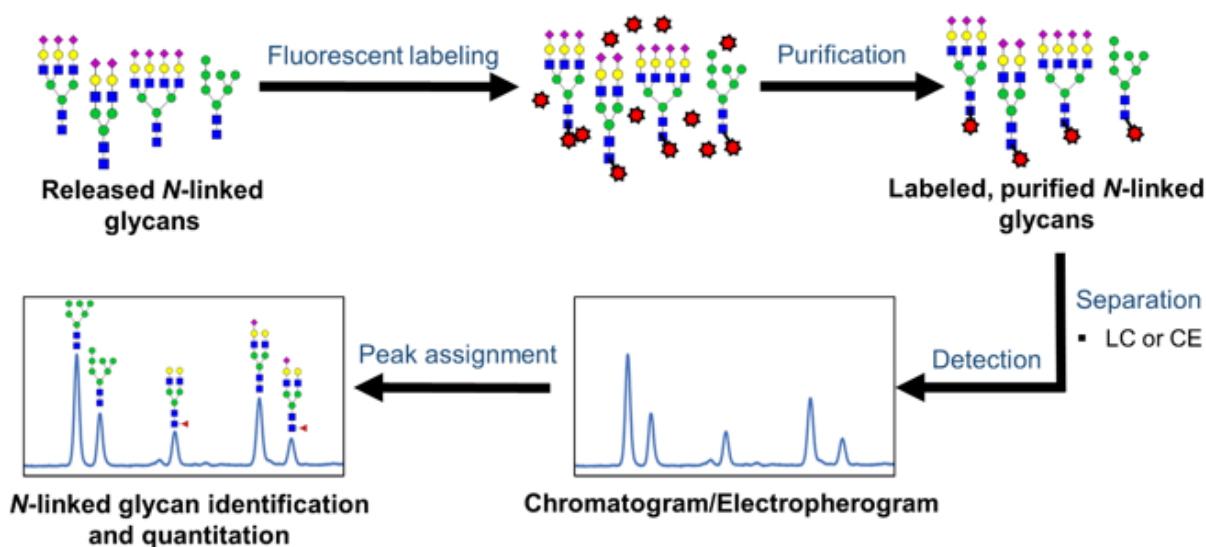 Fluorescent labeling
Purification
Released N-linked
glycans
Labeled, purified N-linked
glycans
Separation
▪ LC or CE
Detection
Peak assignment
Chromatogram/Electropherogram
N-linked glycan identification
and quantitation